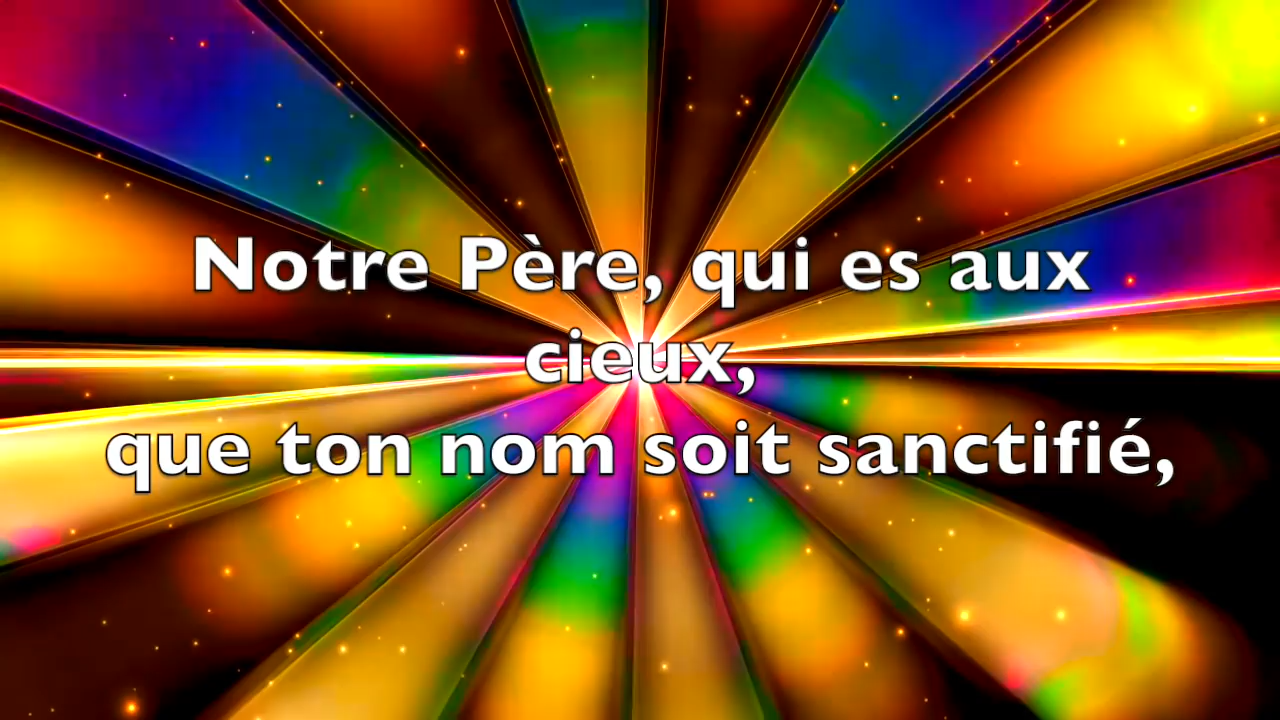 Notre Père, qui es aux
cieux,
que ton nom soit sanctifié,